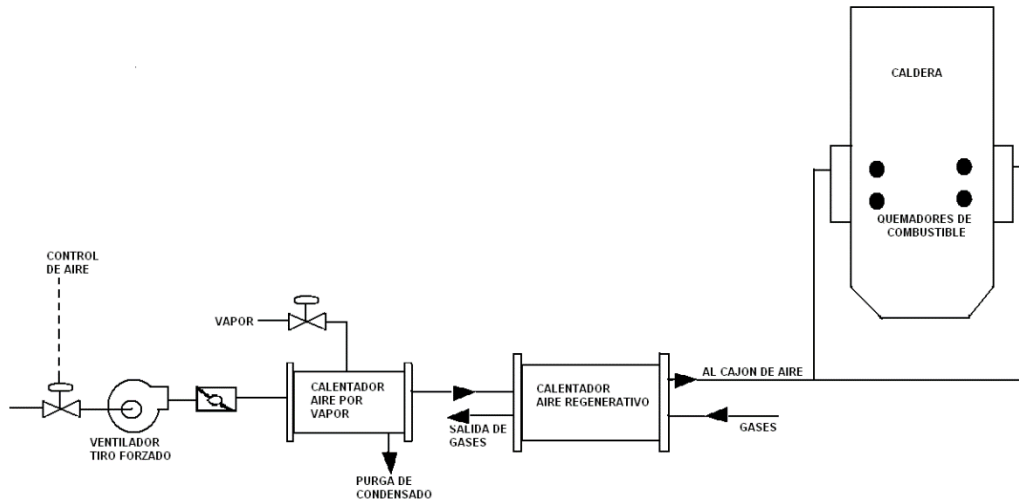 CALDERA
QUEMADORES DE
COMBUSTIBLE
CONTROL
DE AIRE
VAPOR
CALENTADOR
AIRE POR
VAPOR
CALENTADOR
AIRE REGENERATIVO
AL CAJON DE AIRE
SALIDA DE
GASES
GASES
VENTILADOR
TIRO FORZADO
PURGA DE
CONDENSADO